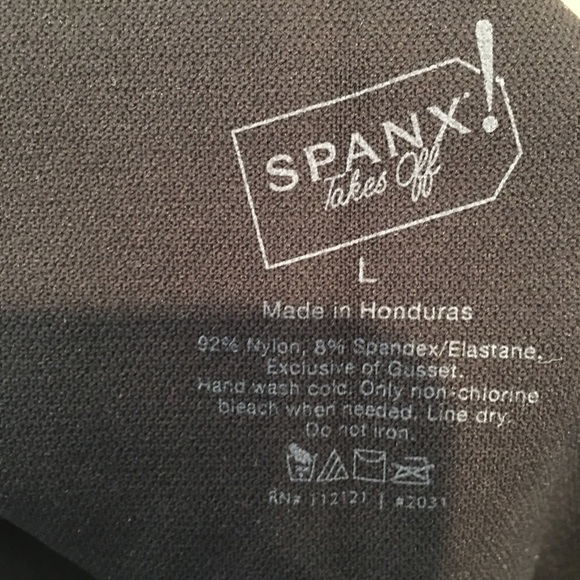 SPANX!
Takes Off
L
Made in Honduras
92% Nylon, 8% Spandex/Elastane.
Exclusive of Gusset.
Hand wash cold. Only non-chlorine
bleach when needed. Line dry.
Do not iron.
RN# 112121 | #2031